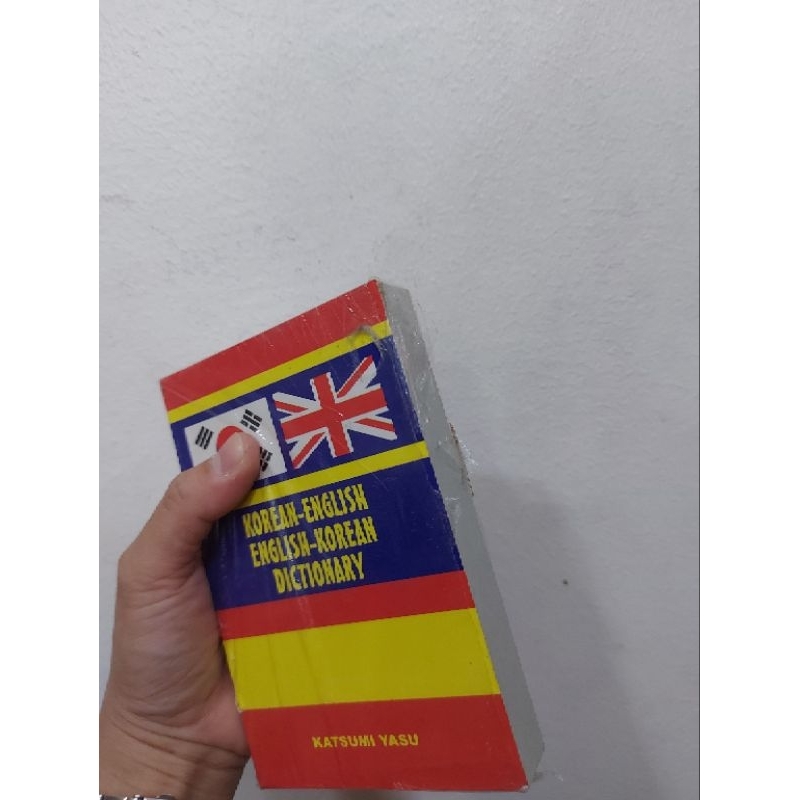 KOREAN-ENGLISH
ENGLISH-KOREAN
DICTIONARY
KATSUMI YASU